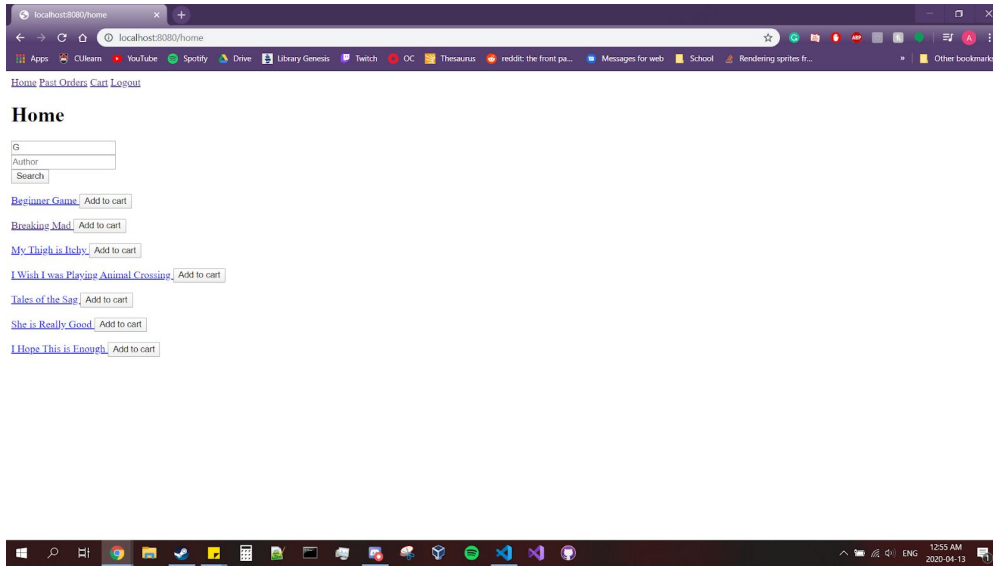 localhost:8080/home
localhost:8080/home
Apps CUlearn YouTube Spotify Drive Library Genesis Twitch OC Thesaurus reddit: the front pa... Messages for web School Rendering sprites fr... » Other bookmarks
Home Past Orders Cart Logout
Home
G
Author
Search
Beginner Game Add to cart
Breaking Mad Add to cart
My Thigh is Itchy Add to cart
I Wish I was Playing Animal Crossing Add to cart
Tales of the Sag Add to cart
She is Really Good Add to cart
I Hope This is Enough Add to cart
ENG 12:55 AM
2020-04-13